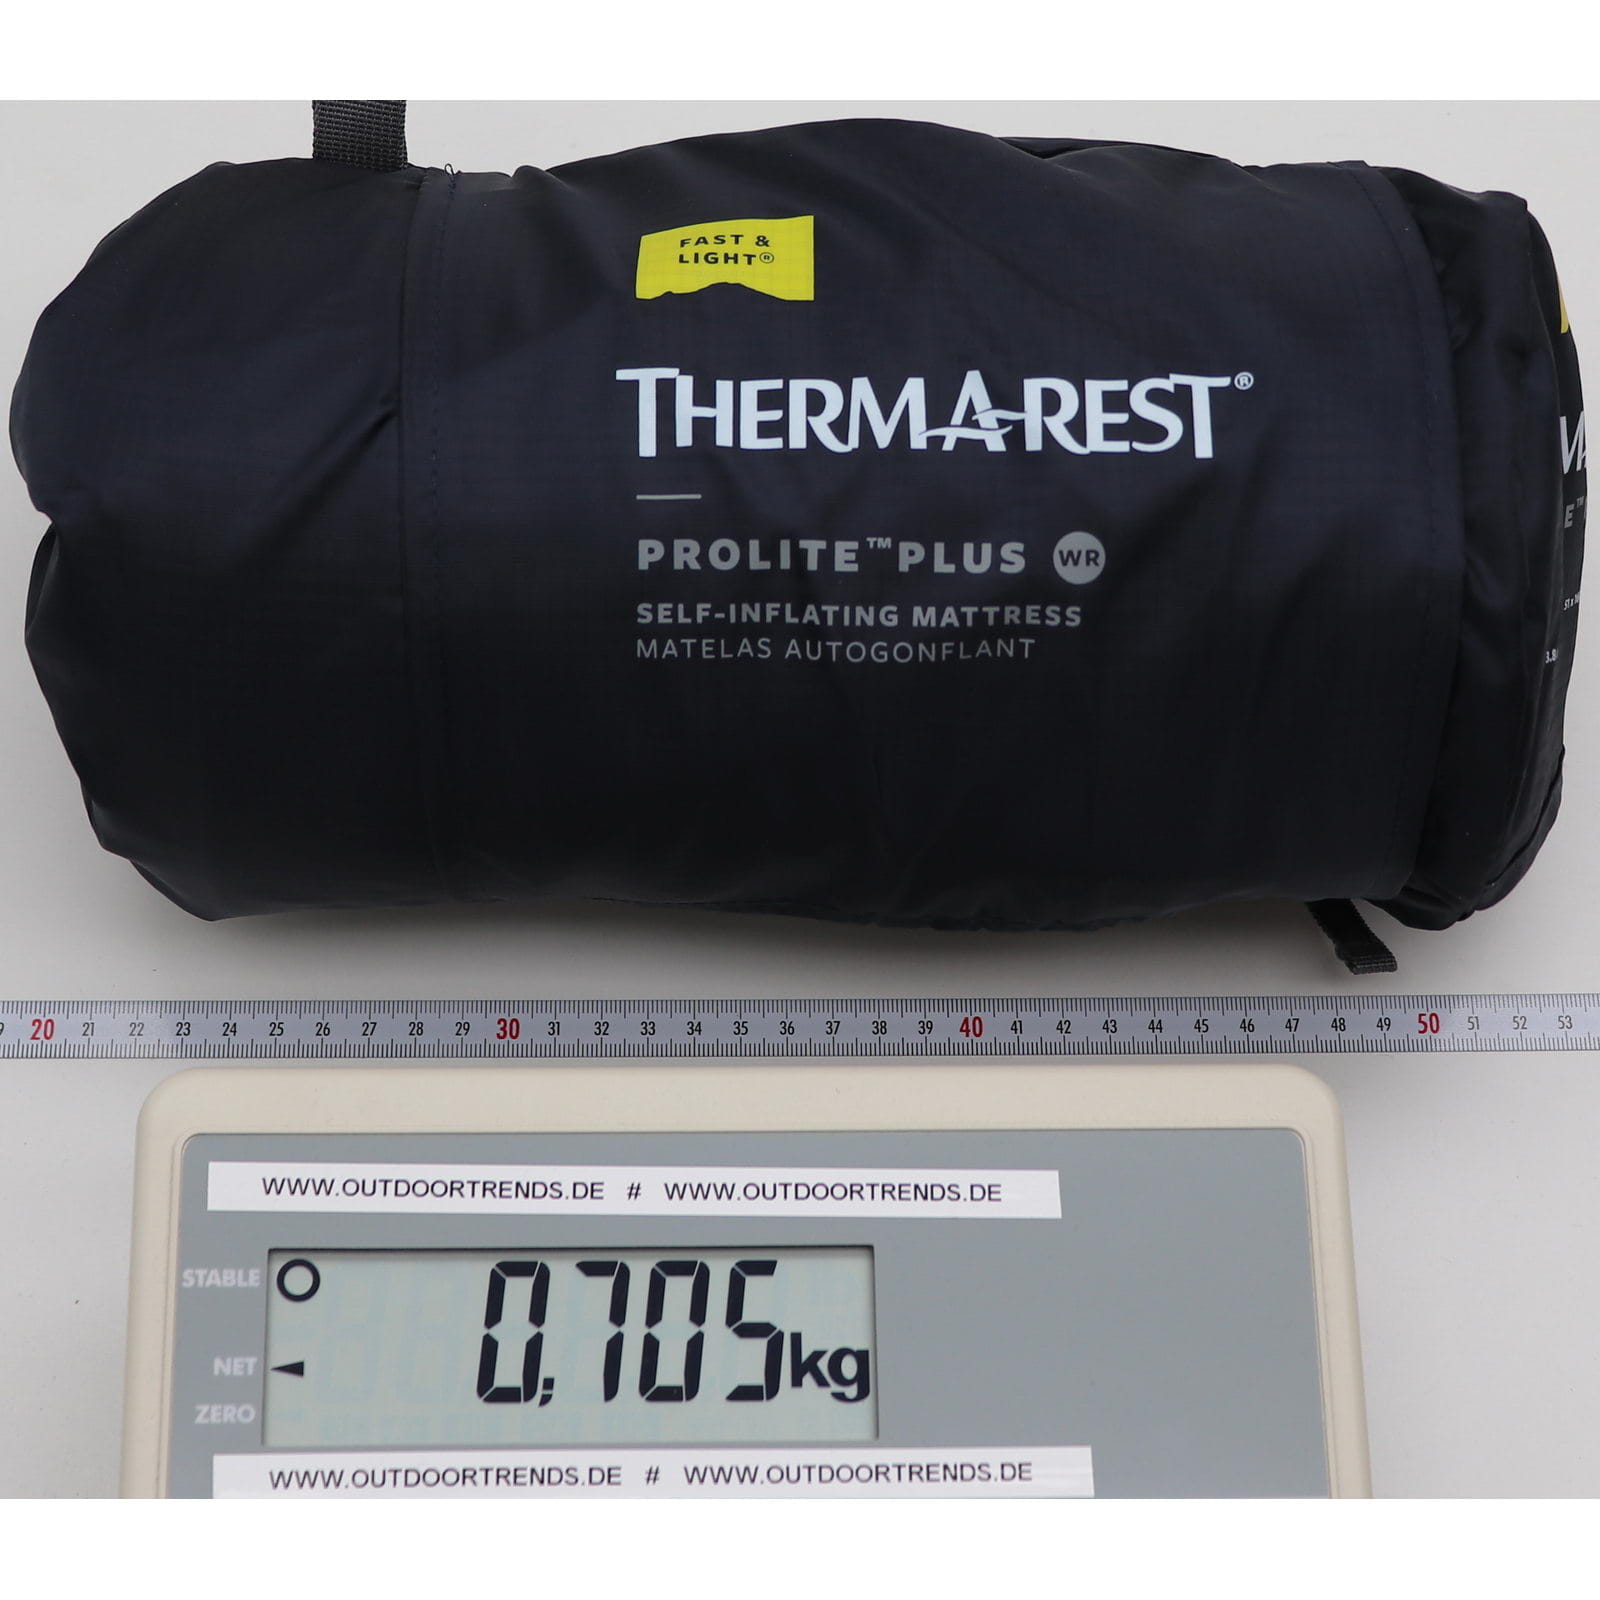 FAST &
LIGHT®
THERMAREST®
PROLITE™ PLUS WR
SELF-INFLATING MATTRESS
MATELAS AUTOGONFLANT
20 21 22 23 24 25 26 27 28 29 30 31 32 33 34 35 36 37 38 39 40 41 42 43 44 45 46 47 48 49 50 51 52 53
WWW.OUTDOORTRENDS.DE # WWW.OUTDOORTRENDS.DE
STABLE
0,705kg
NET
ZERO
WWW.OUTDOORTRENDS.DE # WWW.OUTDOORTRENDS.DE